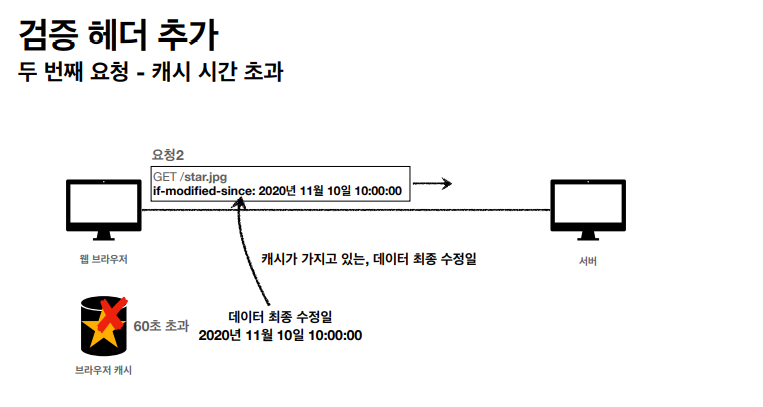 검증 헤더 추가
두 번째 요청 - 캐시 시간 초과
요청2
GET /star.jpg
if-modified-since: 2020년 11월 10일 10:00:00
웹 브라우저
서버
캐시가 가지고 있는, 데이터 최종 수정일
60초 초과
데이터 최종 수정일
2020년 11월 10일 10:00:00
브라우저 캐시